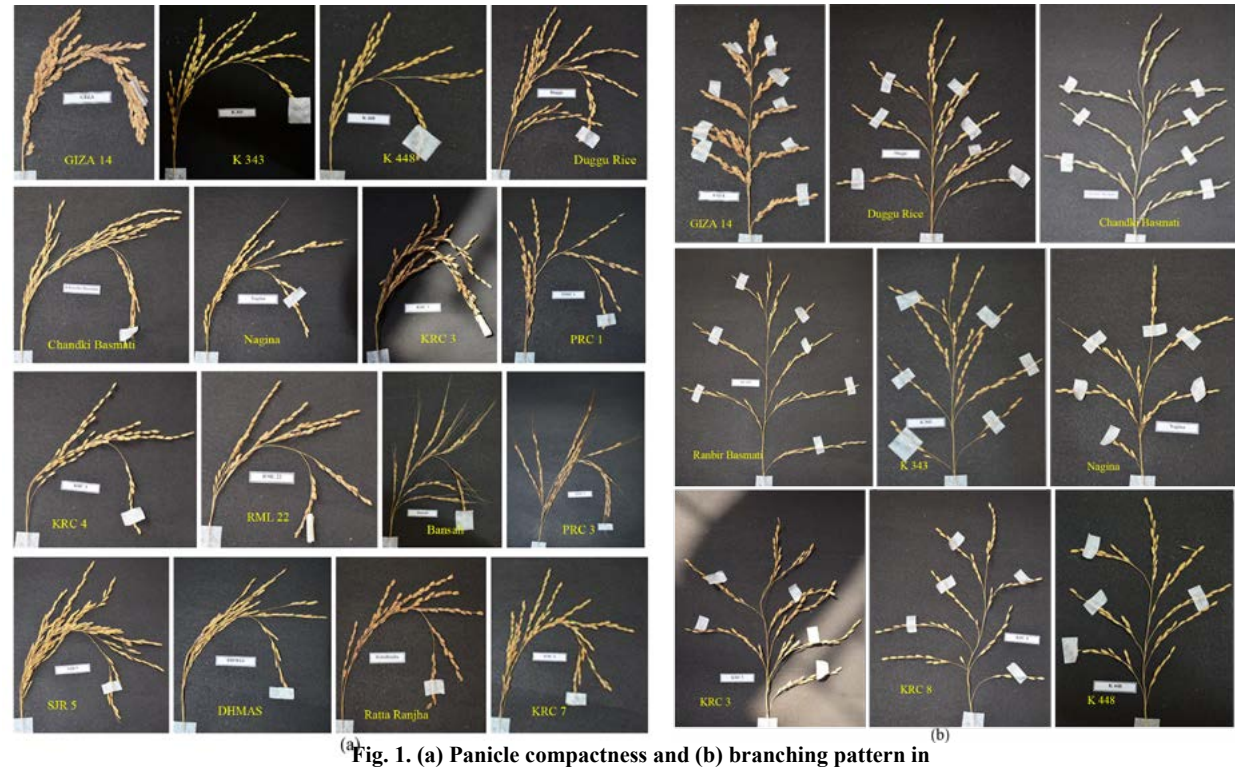 GIZA 14
K 343
K 448
Duggu Rice
Chandki Basmati
Nagina
KRC 3
PRC 1
KRC 4
RML 22
Bansah
PRC 3
SJR 5
DHMAS
Ratta Ranjha
KRC 7
(a)
GIZA 14
Duggu Rice
Chandki Basmati
Ranbir Basmati
K 343
Nagina
KRC 3
KRC 8
K 448
(b)
Fig. 1. (a) Panicle compactness and (b) branching pattern in